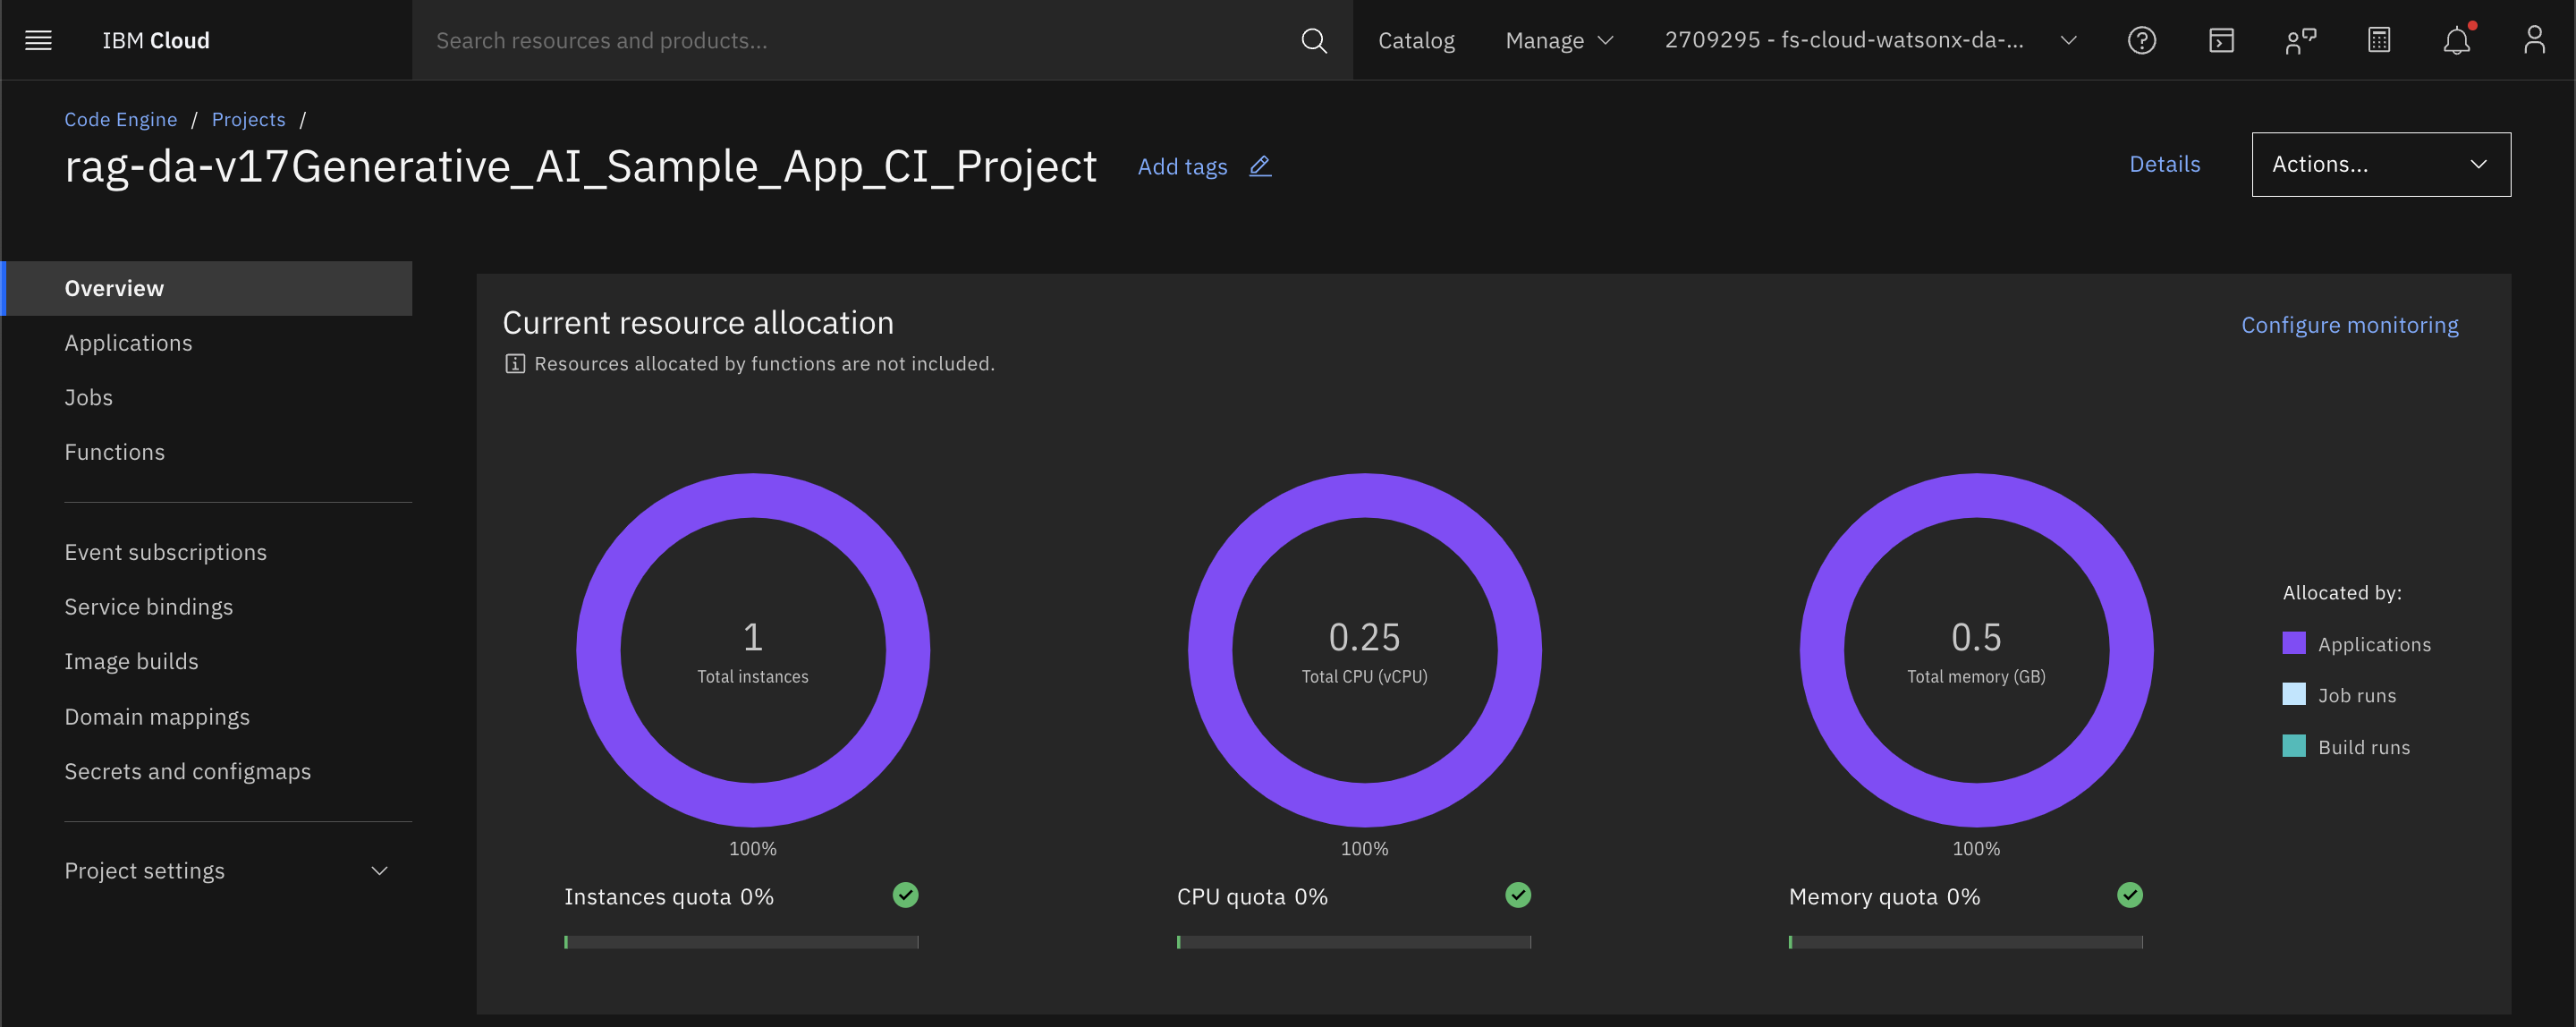 IBM Cloud
Search resources and products...
Catalog
Manage
2709295 - fs-cloud-watsonx-da-...
Code Engine / Projects /
rag-da-v17Generative_AI_Sample_App_CI_Project
Add tags
Details
Actions...
Overview
Applications
Jobs
Functions
Event subscriptions
Service bindings
Image builds
Domain mappings
Secrets and configmaps
Project settings
Current resource allocation
Configure monitoring
Resources allocated by functions are not included.
1
Total instances
100%
Instances quota 0%
0.25
Total CPU (vCPU)
100%
CPU quota 0%
0.5
Total memory (GB)
100%
Memory quota 0%
Allocated by:
Applications
Job runs
Build runs